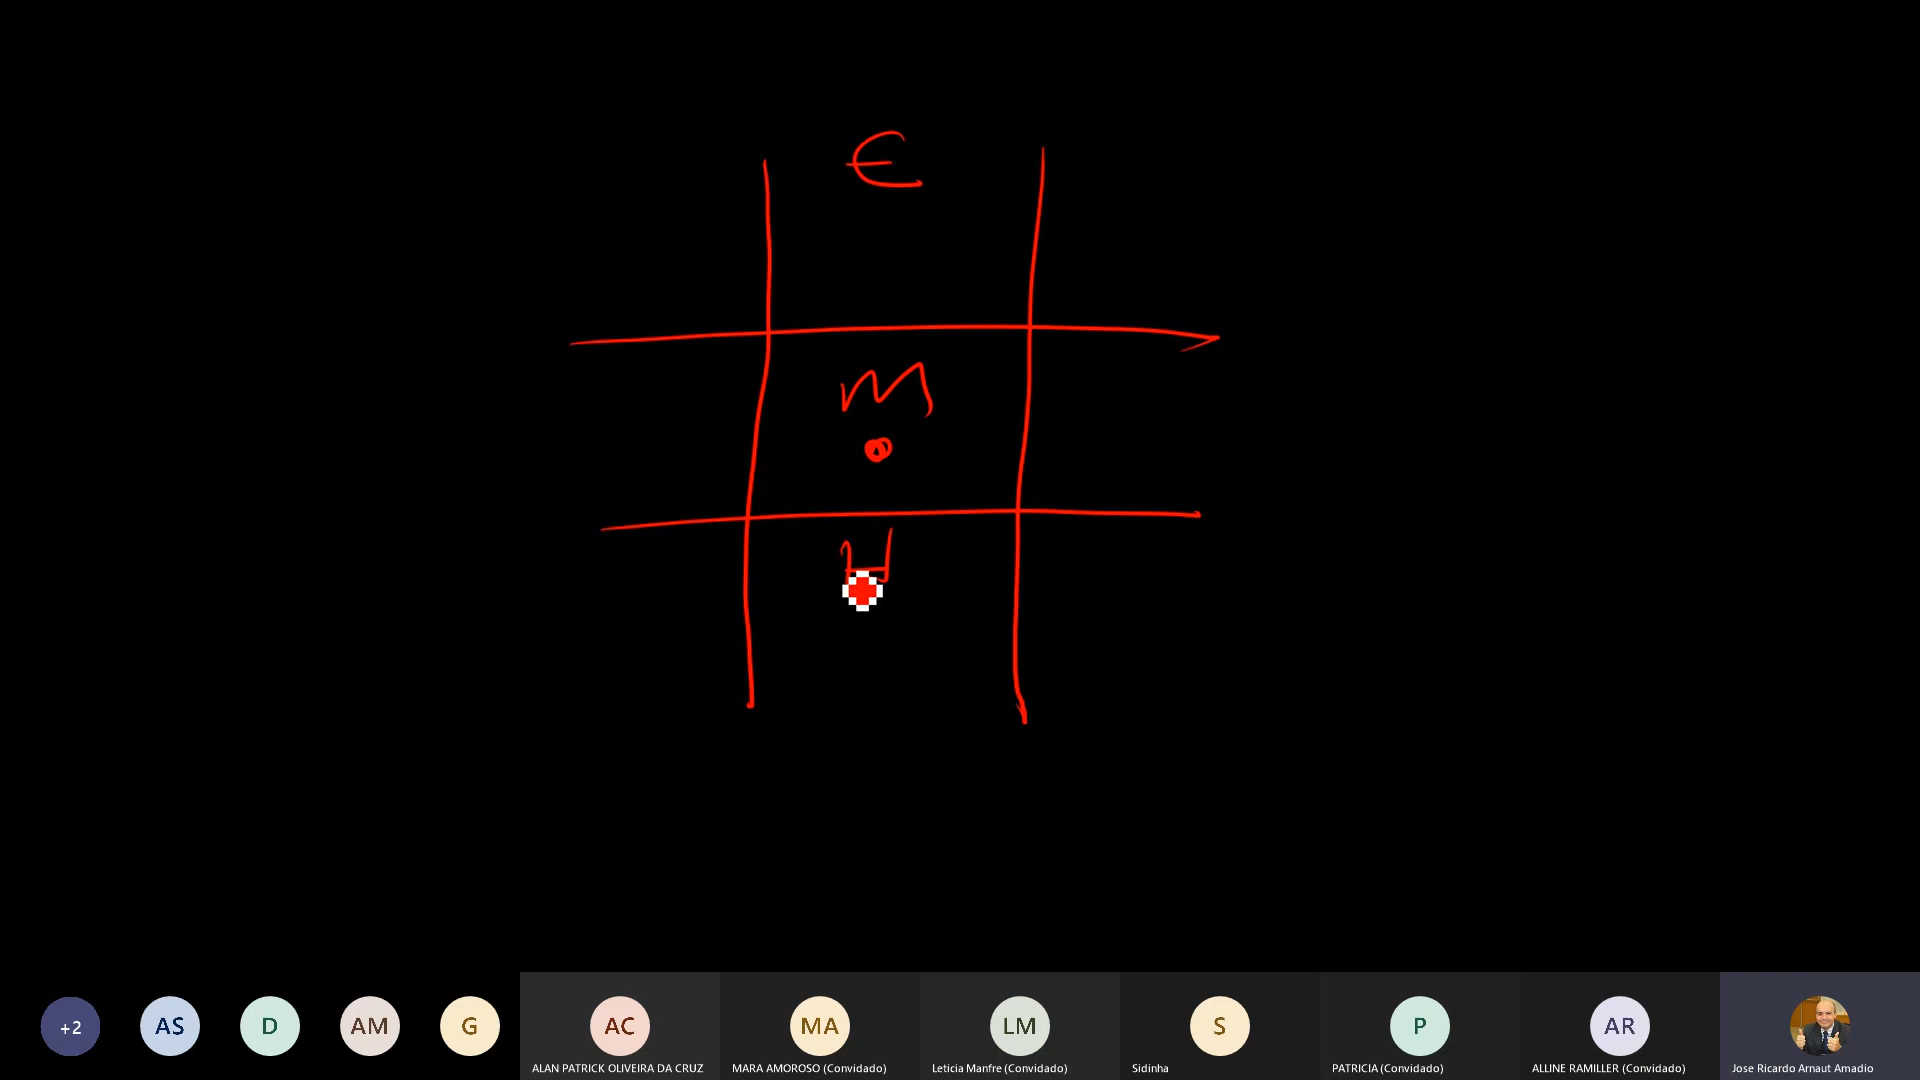 E
M
H
+2 AS D AM G AC MA LM S P AR
ALAN PATRICK OLIVEIRA DA CRUZ MARA AMOROSO (Convidado) Leticia Manfre (Convidado) Sidinha PATRICIA (Convidado) ALLINE RAMILLER (Convidado) Jose Ricardo Arnaut Amadio